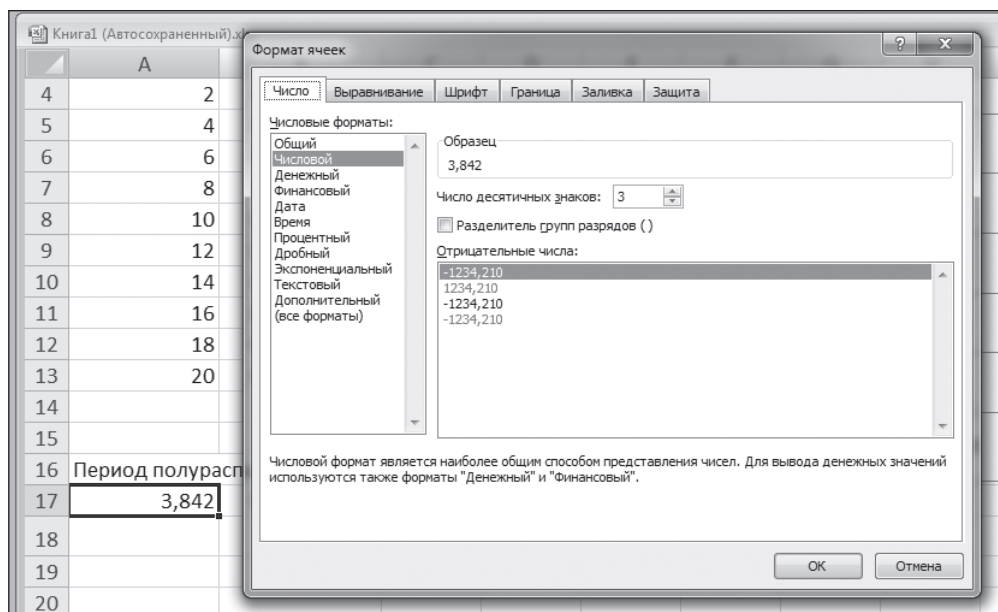 Книга1 (Автосохраненный).xl
Формат ячеек
A
4 2
5 4
6 6
7 8
8 10
9 12
10 14
11 16
12 18
13 20
14
15
16 Период полурасп
17 3,842
18
19
20
Число Выравнивание Шрифт Граница Заливка Защита
Числовые форматы:
Общий
Числовой
Денежный
Финансовый
Дата
Время
Процентный
Дробный
Экспоненциальный
Текстовый
Дополнительный
(все форматы)
Образец
3,842
Число десятичных знаков: 3
Разделитель групп разрядов ( )
Отрицательные числа:
-1234,210
1234,210
-1234,210
-1234,210
Числовой формат является наиболее общим способом представления чисел. Для вывода денежных значений
используются также форматы "Денежный" и "Финансовый".
ОК Отмена